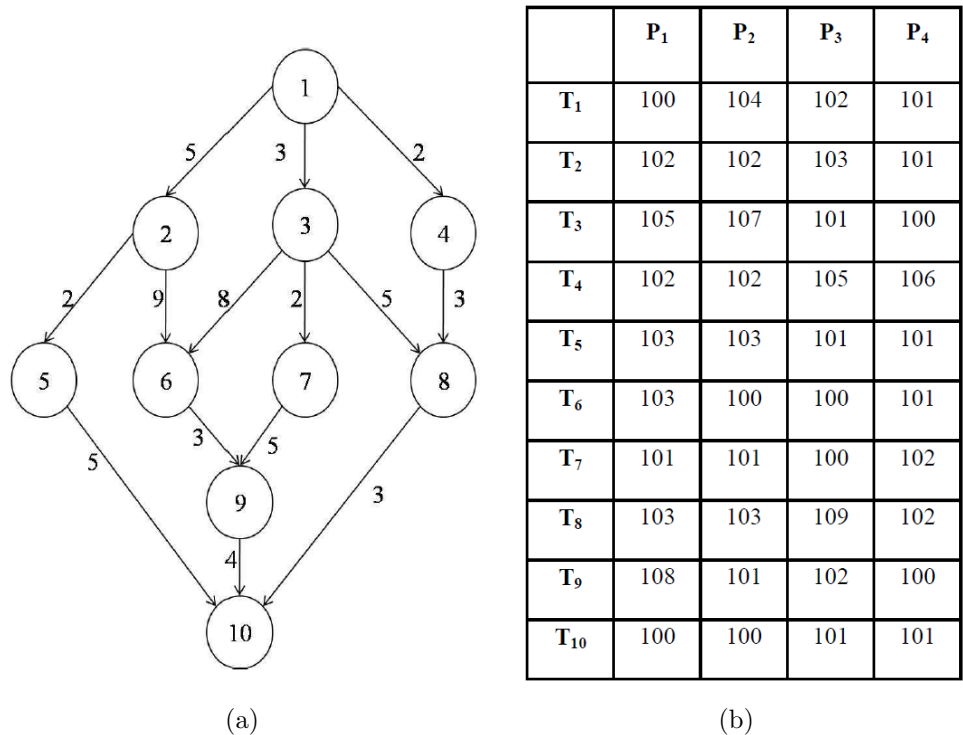 1
5
3
2
2
3
4
2
9
8
2
5
3
5
6
7
8
3
5
5
3
9
4
10
(a)
P1 P2 P3 P4
T1 100 104 102 101
T2 102 102 103 101
T3 105 107 101 100
T4 102 102 105 106
T5 103 103 101 101
T6 103 100 100 101
T7 101 101 100 102
T8 103 103 109 102
T9 108 101 102 100
T10 100 100 101 101
(b)